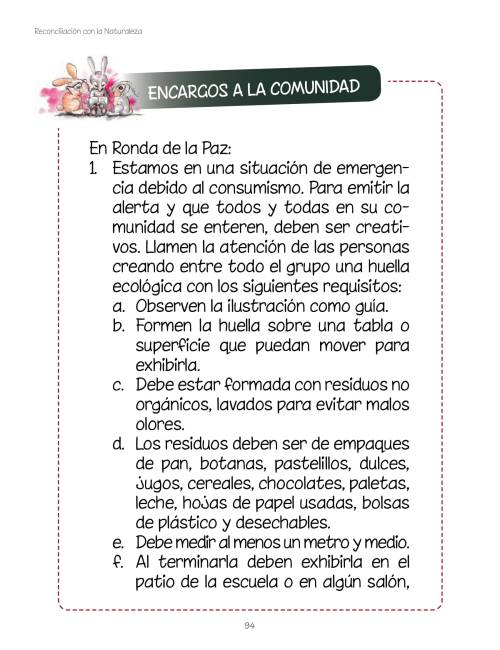 Reconciliación con la Naturaleza
ENCARGOS A LA COMUNIDAD
En Ronda de la Paz:
1. Estamos en una situación de emergen-
cia debido al consumismo. Para emitir la
alerta y que todos y todas en su co-
munidad se enteren, deben ser creati-
vos. Llamen la atención de las personas
creando entre todo el grupo una huella
ecológica con los siguientes requisitos:
a. Observen la ilustración como guía.
b. Formen la huella sobre una tabla o
superficie que puedan mover para
exhibirla.
c. Debe estar formada con residuos no
orgánicos, lavados para evitar malos
olores.
d. Los residuos deben ser de empaques
de pan, botanas, pastelillos, dulces,
jugos, cereales, chocolates, paletas,
leche, hojas de papel usadas, bolsas
de plástico y desechables.
e. Debe medir al menos un metro y medio.
f. Al terminarla deben exhibirla en el
patio de la escuela o en algún salón,
94